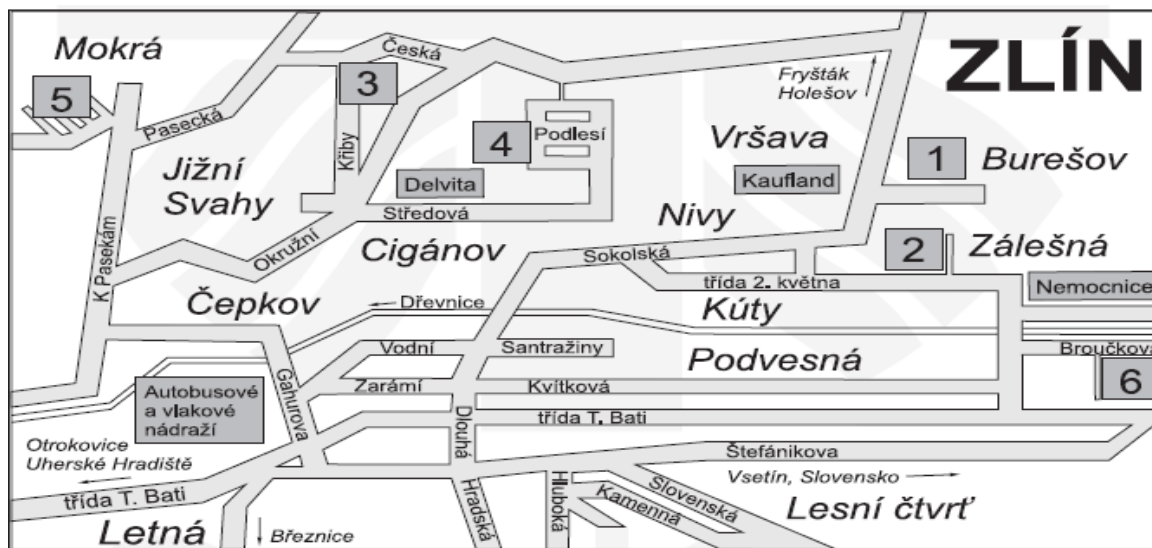 ZLÍN
Mokrá
Česká
5
3
Fryšták
Holešov
Pasecká
4
Podlesí
Vršava
1
Burešov
Křiby
Jižní
Svahy
Delvita
Kaufland
Středová
Nivy
K Pasekám
Okružní
Cigánov
Sokolská
2
Zálešná
třída 2. května
Nemocnice
Čepkov
Dřevnice
Kúty
Vodní
Santražiny
Podvesná
Broučkova
6
Gahurova
Autobusové
a vlakové
nádraží
Zarámí
Kvítková
Dlouhá
třída T. Bati
Otrokovice
Uherské Hradiště
Štefánikova
Vsetín, Slovensko
třída T. Bati
Hradská
Hluboká
Kamenná
Slovenská
Lesní čtvrť
Letná
Březnice